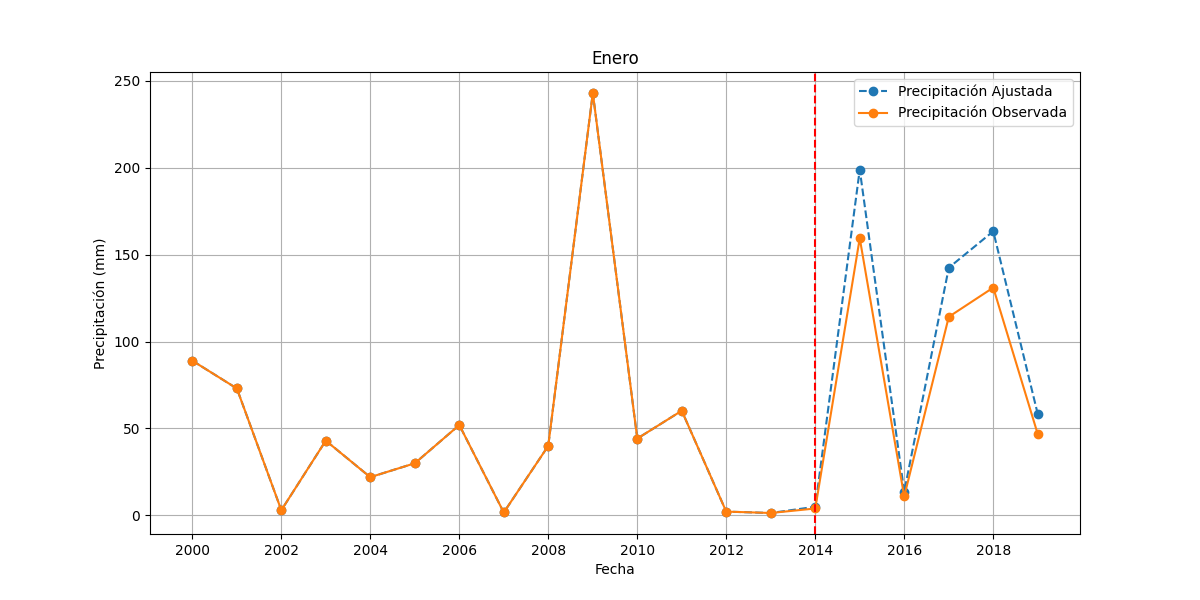 Enero
Precipitación Ajustada
Precipitación Observada
Precipitación (mm)
250
200
150
100
50
0
2000 2002 2004 2006 2008 2010 2012 2014 2016 2018
Fecha